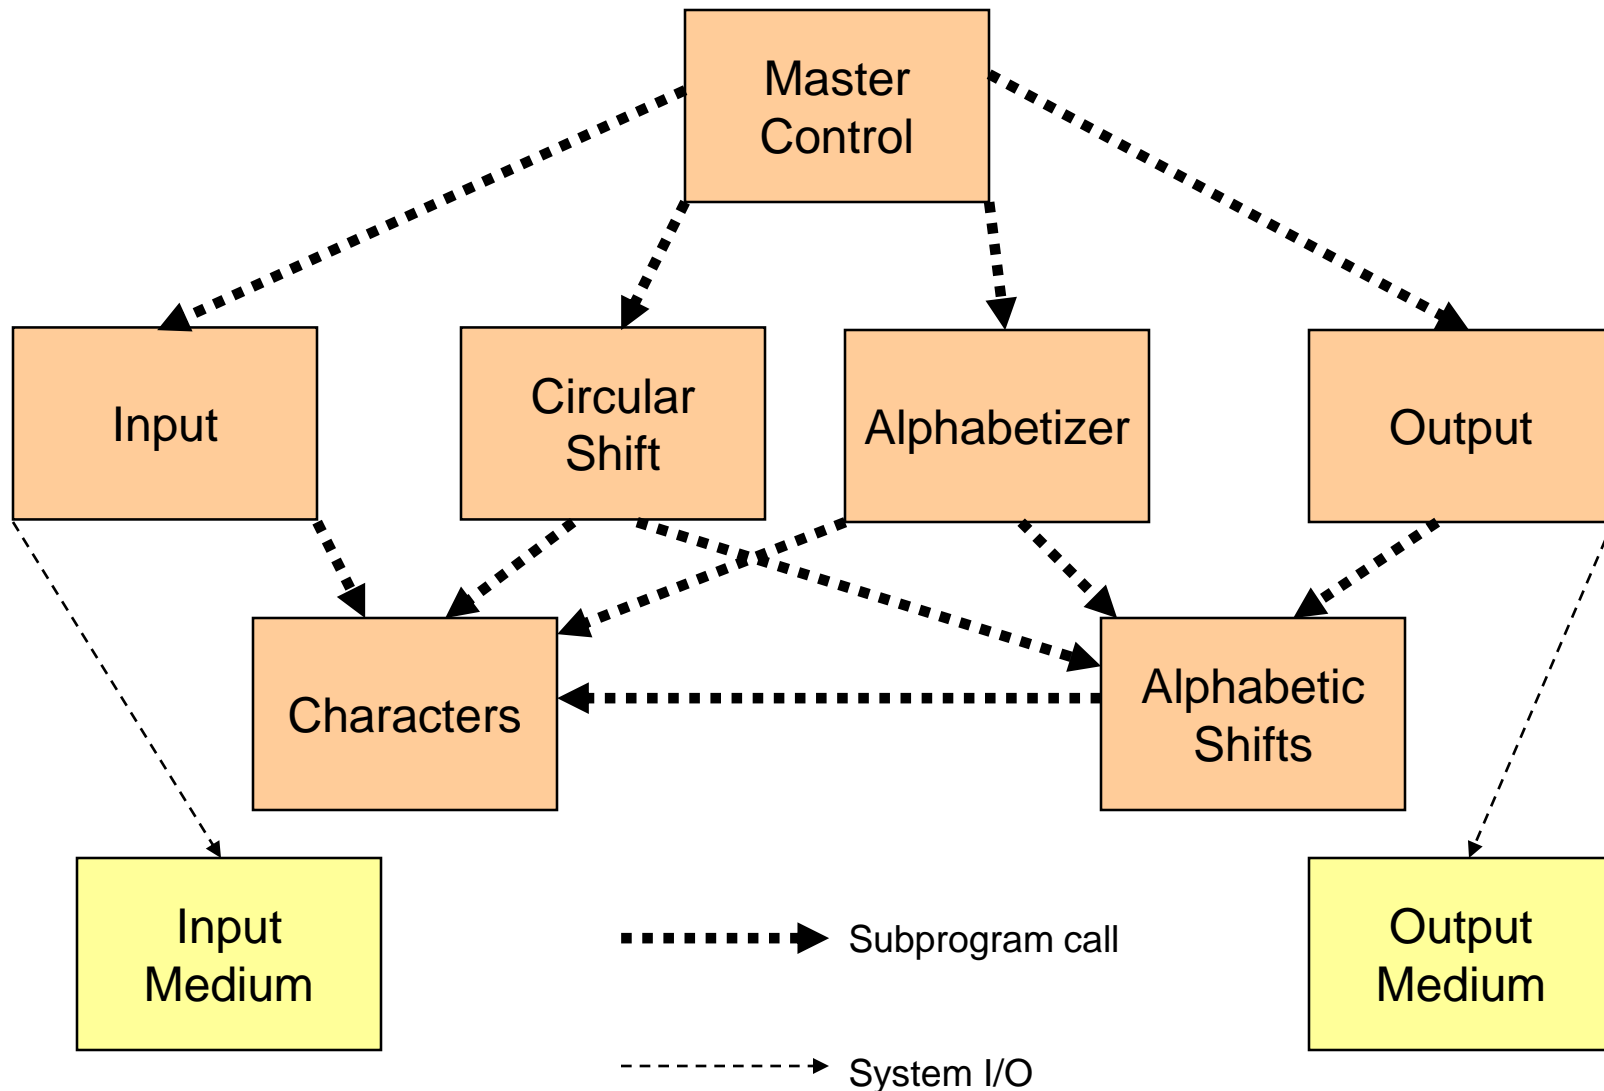 Master
Control
Input
Circular
Shift
Alphabetizer
Output
Characters
Alphabetic
Shifts
Input
Medium
Subprogram call
Output
Medium
System I/O